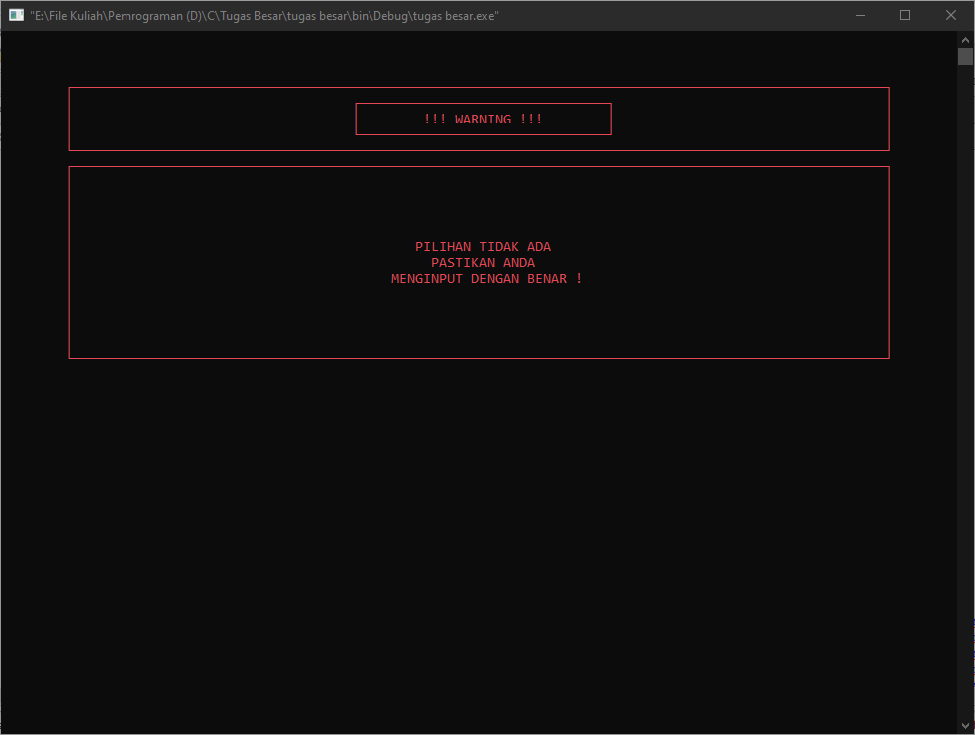 "E:\File Kuliah\Pemrograman (D)\C\Tugas Besar\tugas besar\bin\Debug\tugas besar.exe"
!!! WARNING !!!
PILIHAN TIDAK ADA
PASTIKAN ANDA
MENGINPUT DENGAN BENAR !